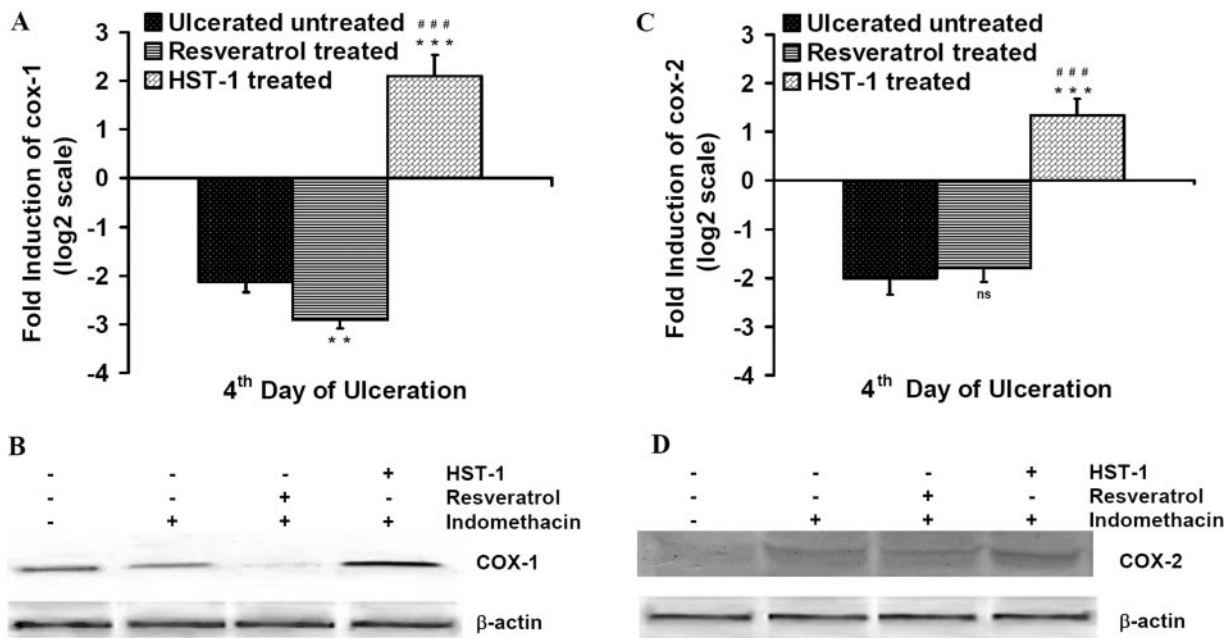 A
Fold Induction of cox-1
(log2 scale)
3
2
1
0
-1
-2
-3
-4
Ulcerated untreated
Resveratrol treated
HST-1 treated
# # #
* * *
* *
4th Day of Ulceration
C
Fold Induction of cox-2
(log2 scale)
3
2
1
0
-1
-2
-3
-4
Ulcerated untreated
Resveratrol treated
HST-1 treated
# # #
* * *
ns
4th Day of Ulceration
B
- - - + HST-1
- - + - Resveratrol
- + + + Indomethacin
COX-1
β-actin
D
- - - + HST-1
- - + - Resveratrol
- + + + Indomethacin
COX-2
β-actin